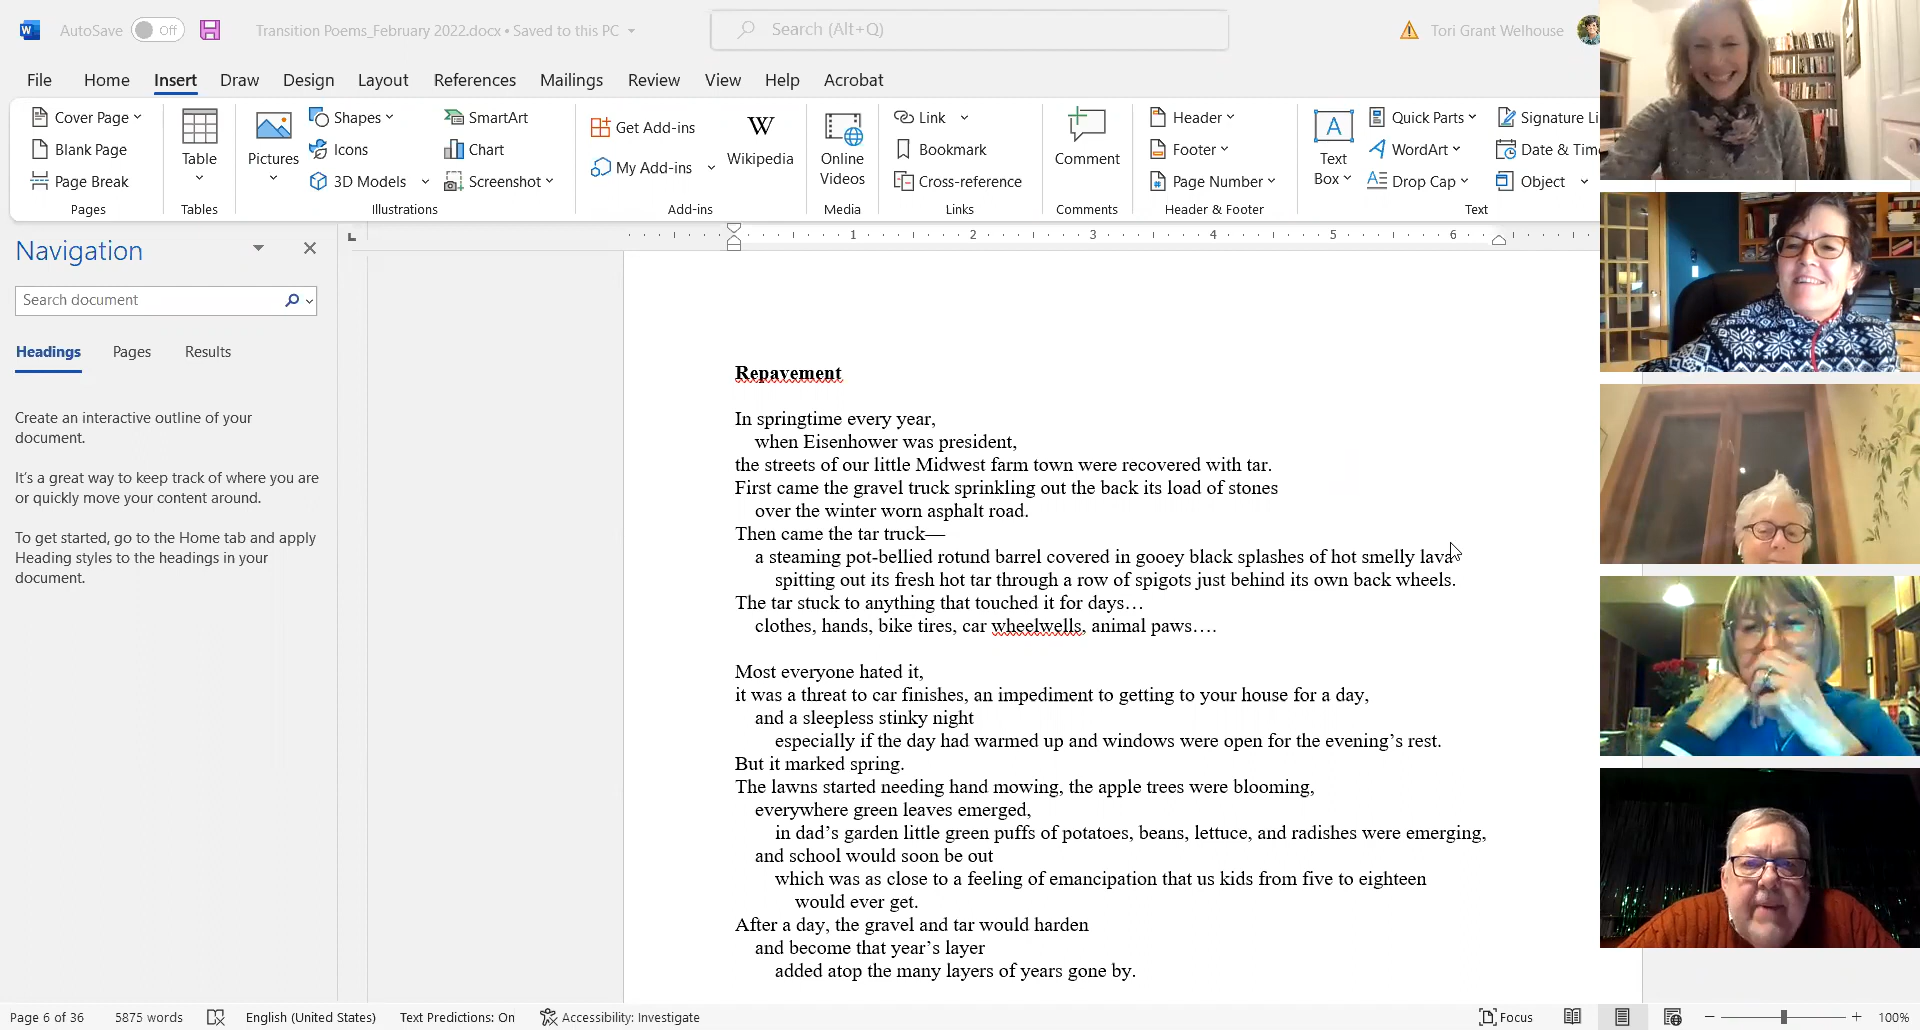 AutoSave Off Transition Poems_February 2022.docx • Saved to this PC Search (Alt+Q) Tori Grant Welhouse
File Home Insert Draw Design Layout References Mailings Review View Help Acrobat
Cover Page
Blank Page
Page Break
Pages
Table
Tables
Pictures
Shapes
Icons
3D Models
SmartArt
Chart
Screenshot
Illustrations
Get Add-ins
My Add-ins
W
Wikipedia
Add-ins
Online
Videos
Media
Link
Bookmark
Cross-reference
Links
Comment
Comments
Header
Footer
Page Number
Header & Footer
A
Text
Box
Quick Parts
WordArt
Drop Cap
Signature Li
Date & Tim
Object
Text
Navigation
Search document
Headings Pages Results
Create an interactive outline of your
document.
It's a great way to keep track of where you are
or quickly move your content around.
To get started, go to the Home tab and apply
Heading styles to the headings in your
document.
1 2 3 4 5 6
Repavement
In springtime every year,
when Eisenhower was president,
the streets of our little Midwest farm town were recovered with tar.
First came the gravel truck sprinkling out the back its load of stones
over the winter worn asphalt road.
Then came the tar truck—
a steaming pot-bellied rotund barrel covered in gooey black splashes of hot smelly lava
spitting out its fresh hot tar through a row of spigots just behind its own back wheels.
The tar stuck to anything that touched it for days…
clothes, hands, bike tires, car wheelwells, animal paws….
Most everyone hated it,
it was a threat to car finishes, an impediment to getting to your house for a day,
and a sleepless stinky night
especially if the day had warmed up and windows were open for the evening's rest.
But it marked spring.
The lawns started needing hand mowing, the apple trees were blooming,
everywhere green leaves emerged,
in dad's garden little green puffs of potatoes, beans, lettuce, and radishes were emerging,
and school would soon be out
which was as close to a feeling of emancipation that us kids from five to eighteen
would ever get.
After a day, the gravel and tar would harden
and become that year's layer
added atop the many layers of years gone by.
Page 6 of 36 5875 words English (United States) Text Predictions: On Accessibility: Investigate Focus 100%